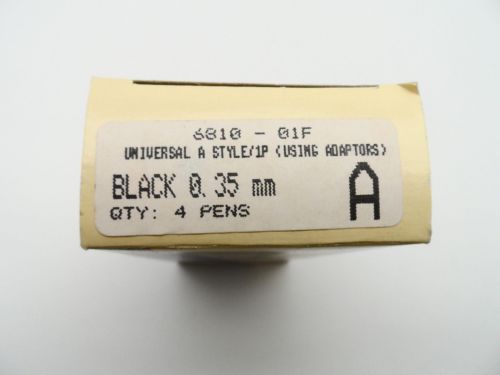 6810 - 01F
UNIVERSAL A STYLE/1P (USING ADAPTORS)
BLACK 0.35 mm
QTY: 4 PENS
A